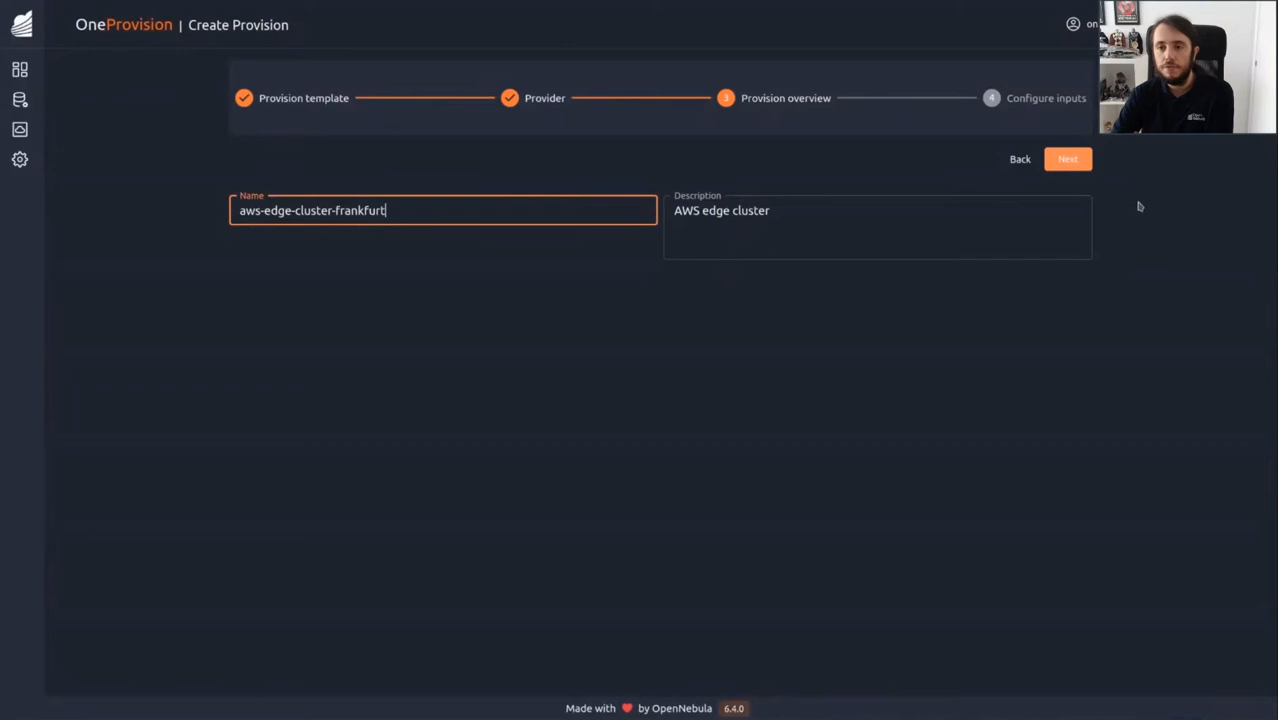 OneProvision | Create Provision
on
Provision template
Provider
3 Provision overview
4 Configure inputs
Back
Next
Name
aws-edge-cluster-frankfurt
Description
AWS edge cluster
Made with ❤ by OpenNebula 6.4.0